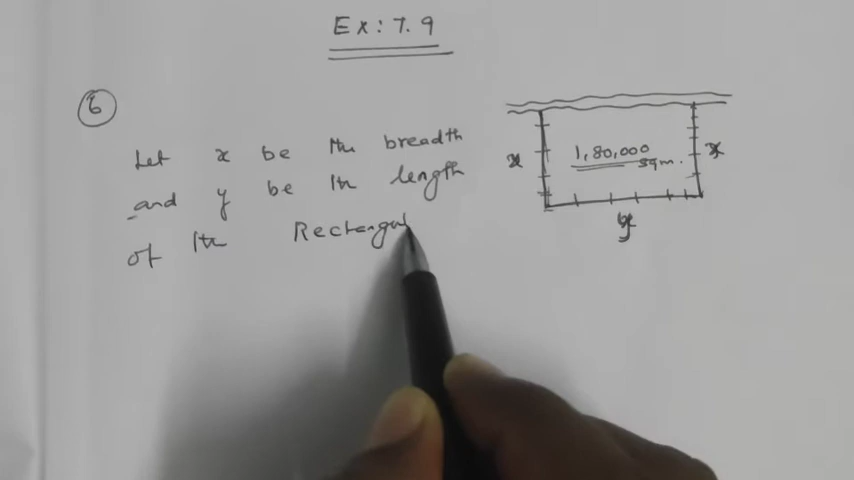 Ex: 7.9
6
Let x be the breadth
and y be the length
of the Rectangul
1,80,000
sqm.
x
x
y